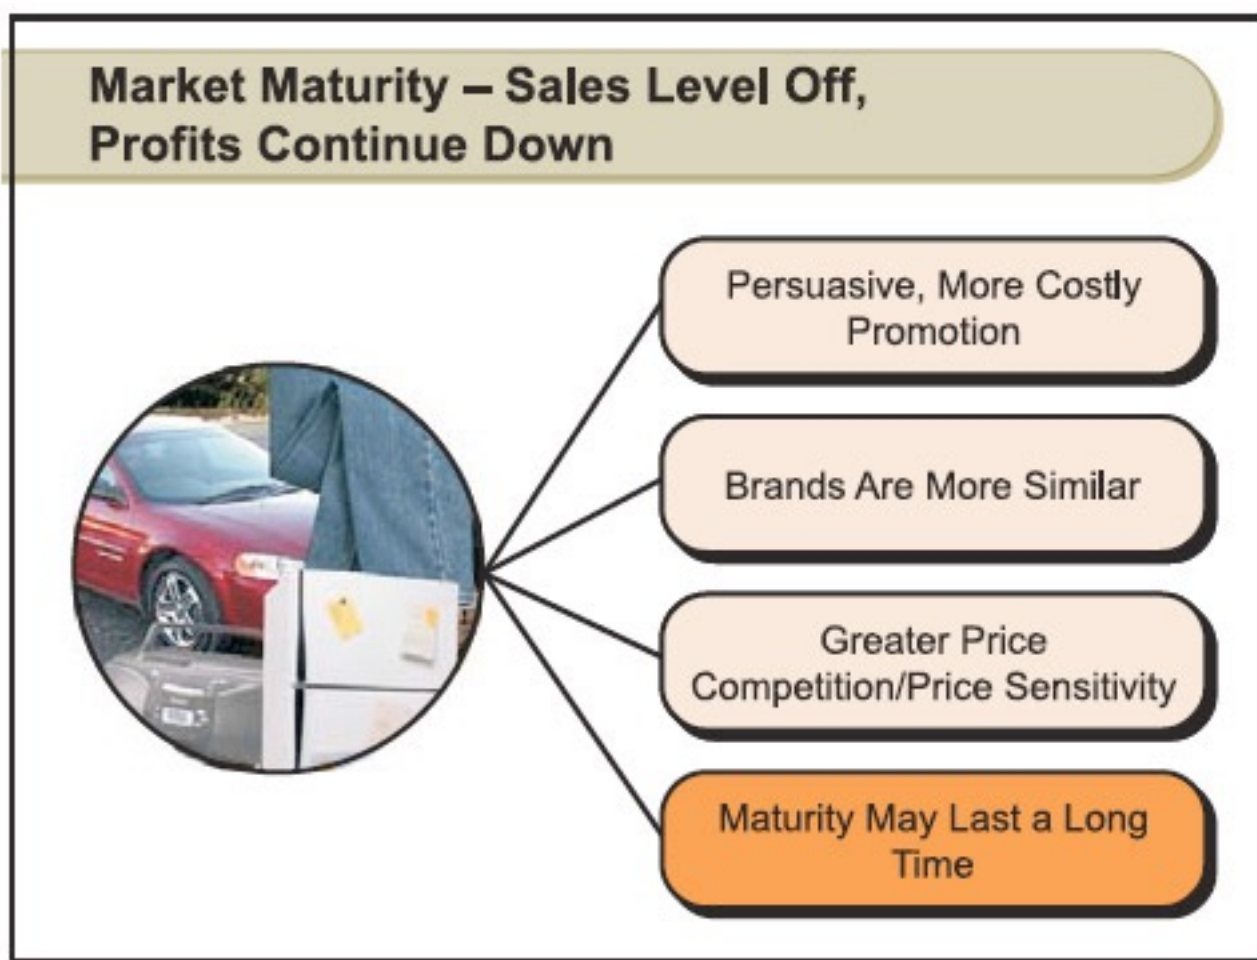 Market Maturity – Sales Level Off,
Profits Continue Down
Persuasive, More Costly
Promotion
Brands Are More Similar
Greater Price
Competition/Price Sensitivity
Maturity May Last a Long
Time